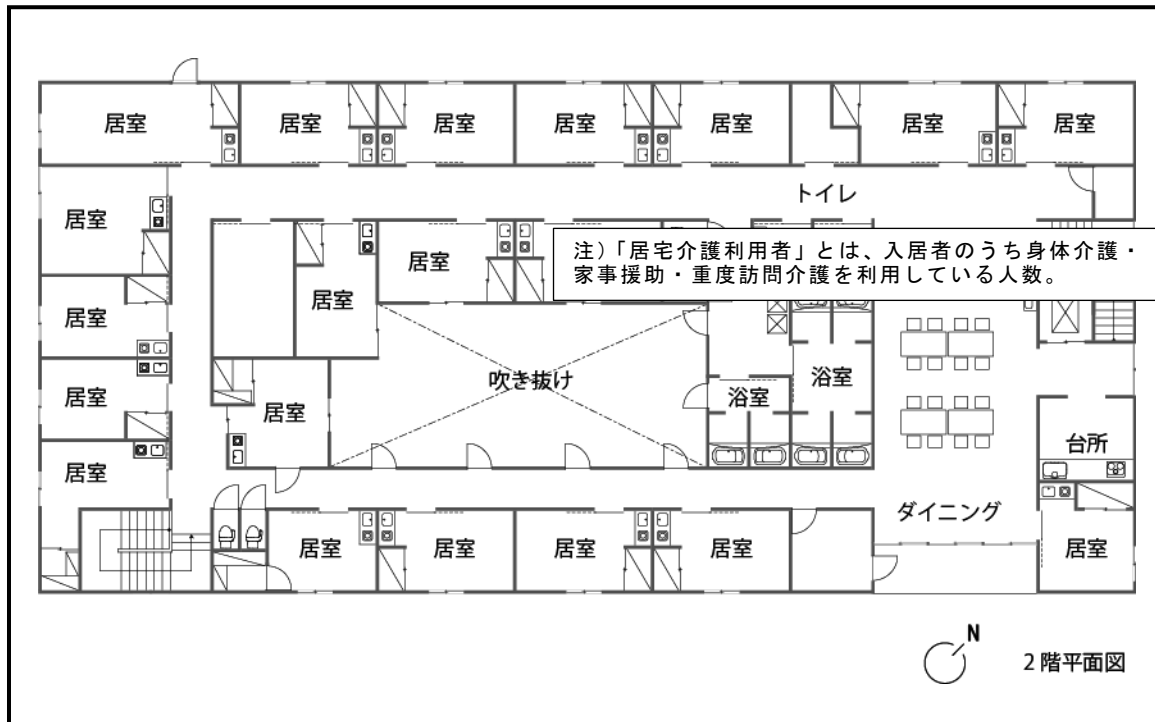 居室
居室
居室
居室
居室
居室
居室
トイレ
居室
居室
注）「居宅介護利用者」とは、入居者のうち身体介護・
家事援助・重度訪問介護を利用している人数。
居室
居室
吹き抜け
浴室
浴室
居室
居室
台所
居室
ダイニング
居室
居室
居室
居室
居室
N
2階平面図